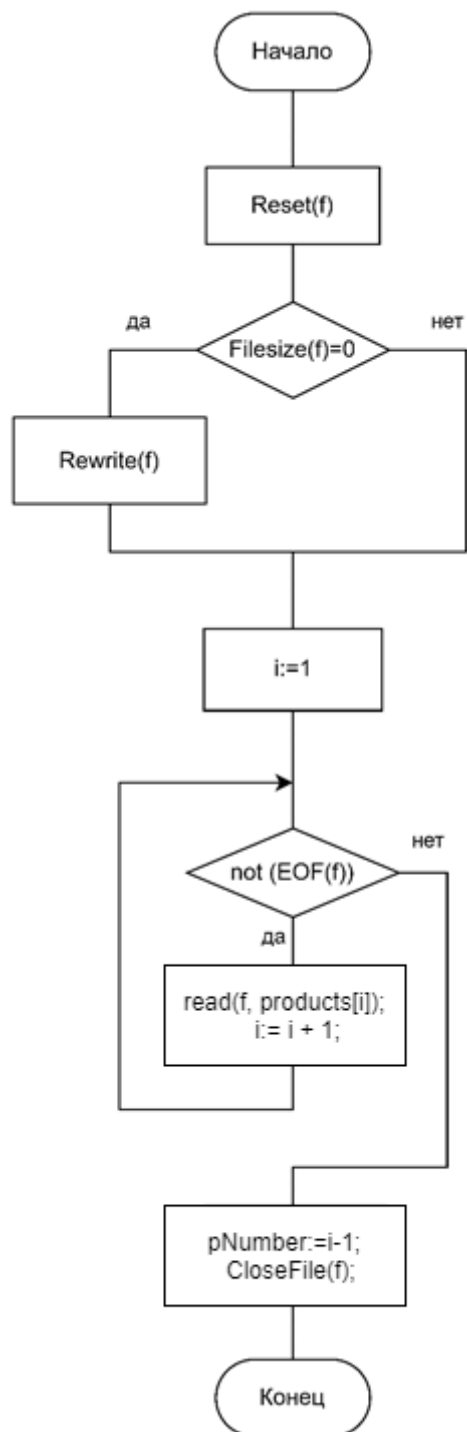 Начало
Reset(f)
да
нет
Filesize(f)=0
Rewrite(f)
i:=1
нет
not (EOF(f))
да
read(f, products[i]);
i:= i + 1;
pNumber:=i-1;
CloseFile(f);
Конец